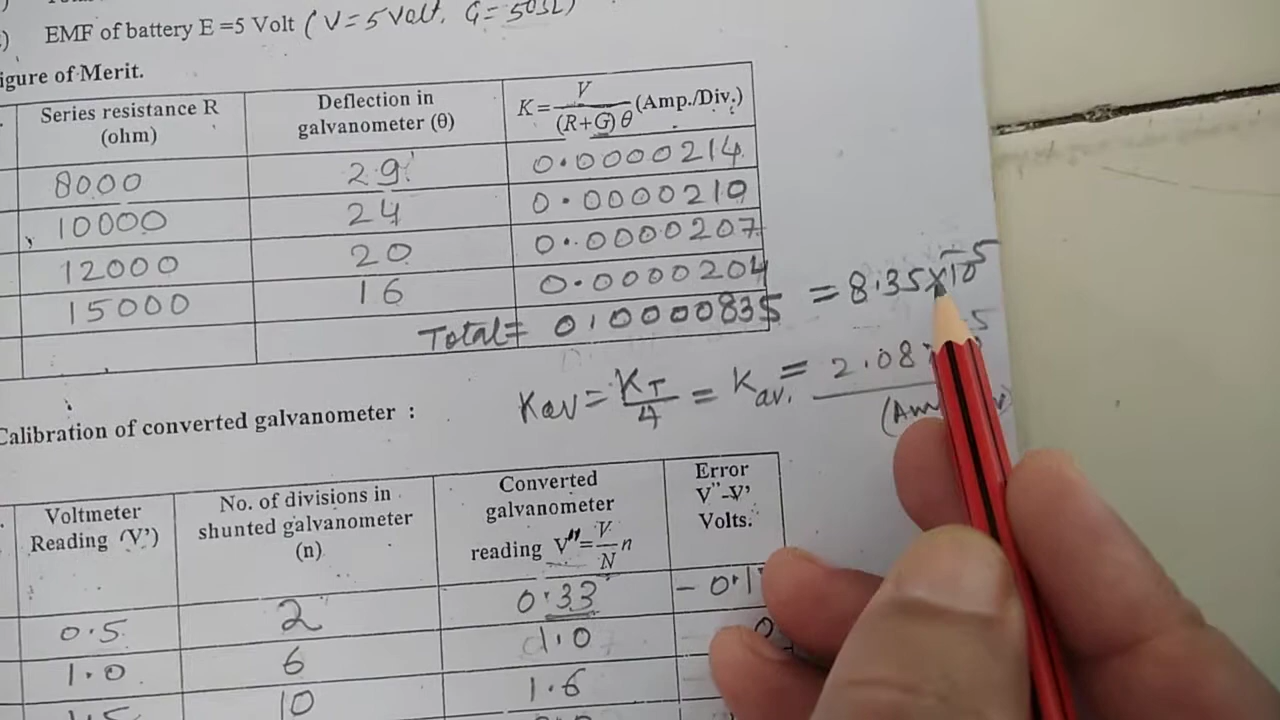 EMF of battery E =5 Volt ( V = 5 Volt, G = 50Ω )
igure of Merit.
Series resistance R (ohm) Deflection in galvanometer (θ) K = V/(R+G) θ (Amp./Div.)
8000 29 0.0000214
10000 24 0.0000210
12000 20 0.0000207
15000 16 0.0000204
Total = 0.0000835 = 8.35×10⁻⁵
Kav = KT/4 = Kav. = 2.08
Calibration of converted galvanometer :
Voltmeter Reading (V') No. of divisions in shunted galvanometer (n) Converted galvanometer reading V"= V/N n Error V"-V' Volts.
0.5 2 0.33
1.0 6 1.0
10 1.6